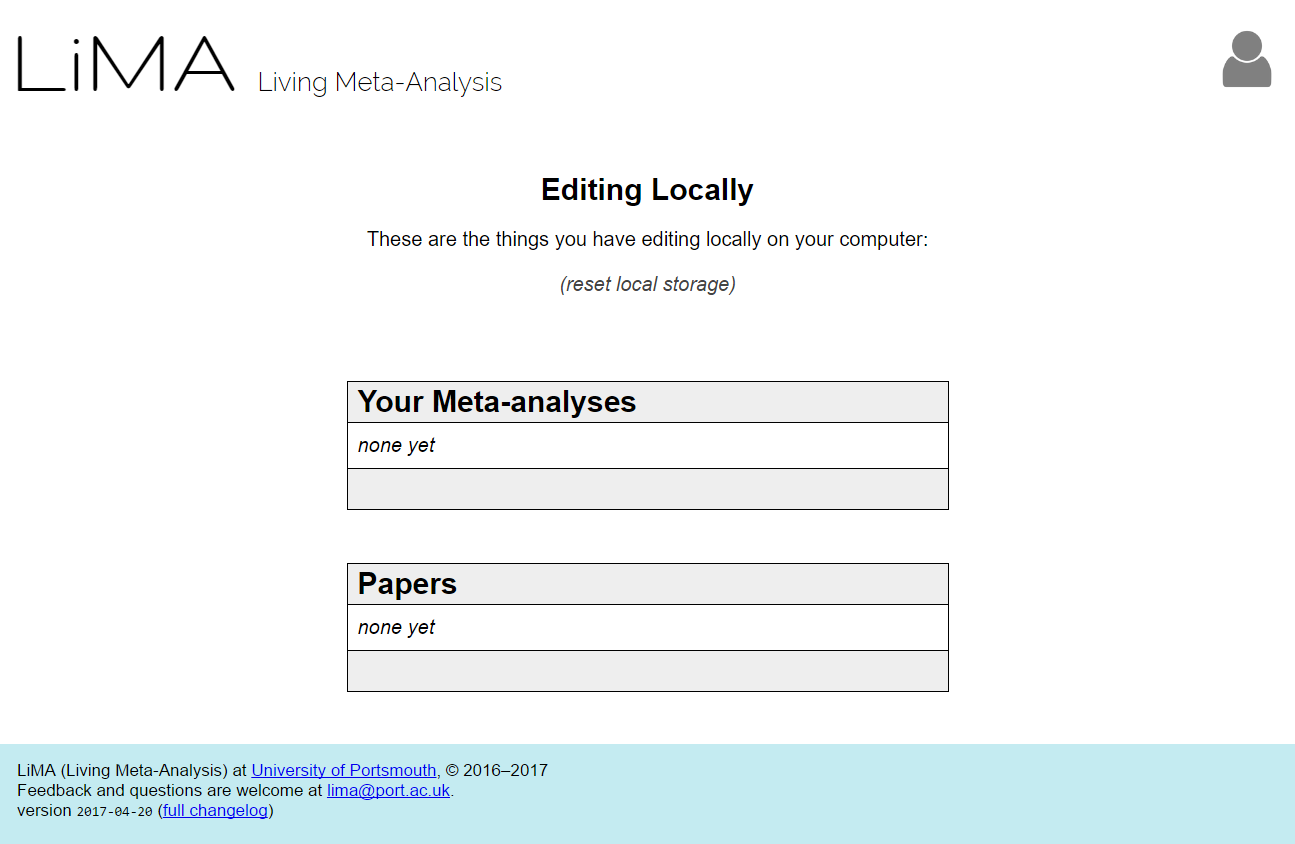 LiMA Living Meta-Analysis
Editing Locally
These are the things you have editing locally on your computer:
(reset local storage)
Your Meta-analyses
none yet
Papers
none yet
LiMA (Living Meta-Analysis) at University of Portsmouth, © 2016–2017
Feedback and questions are welcome at lima@port.ac.uk.
version 2017-04-20 (full changelog)